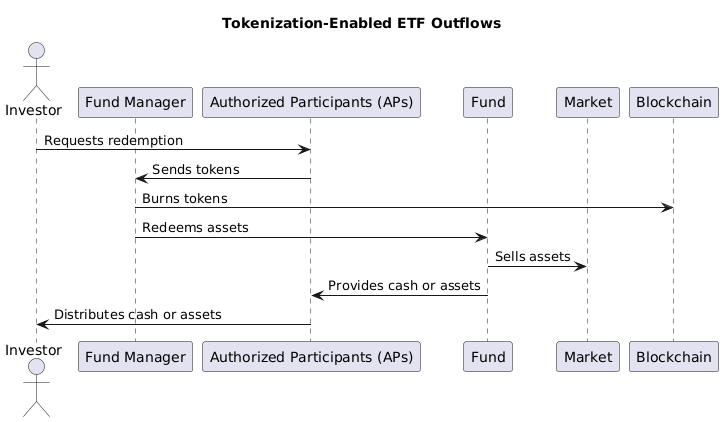 Tokenization-Enabled ETF Outflows
Investor
Fund Manager
Authorized Participants (APs)
Fund
Market
Blockchain
Requests redemption
Sends tokens
Burns tokens
Redeems assets
Sells assets
Provides cash or assets
Distributes cash or assets
Investor
Fund Manager
Authorized Participants (APs)
Fund
Market
Blockchain